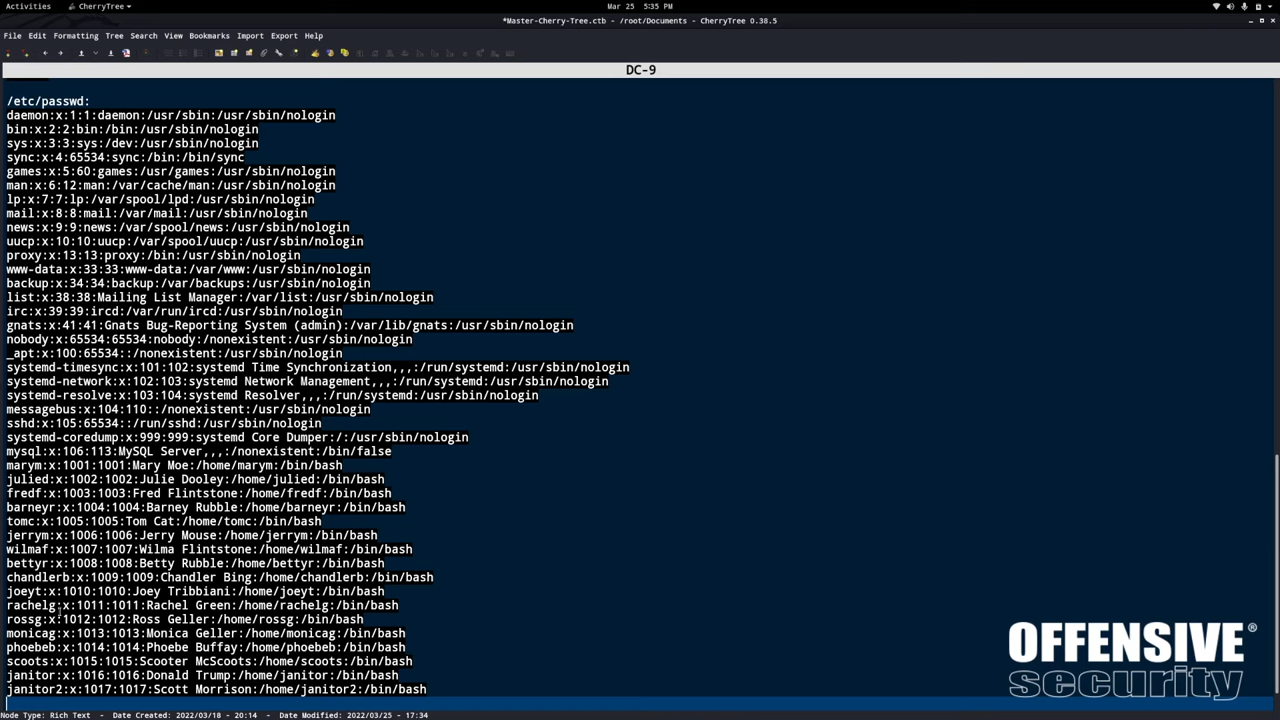 Activities
CherryTree
Mar 25 5:35 PM
*Master-Cherry-Tree.ctb - /root/Documents - CherryTree 0.38.5
File Edit Formatting Tree Search View Bookmarks Import Export Help
DC-9
/etc/passwd:
daemon:x:1:1:daemon:/usr/sbin:/usr/sbin/nologin
bin:x:2:2:bin:/bin:/usr/sbin/nologin
sys:x:3:3:sys:/dev:/usr/sbin/nologin
sync:x:4:65534:sync:/bin:/bin/sync
games:x:5:60:games:/usr/games:/usr/sbin/nologin
man:x:6:12:man:/var/cache/man:/usr/sbin/nologin
lp:x:7:7:lp:/var/spool/lpd:/usr/sbin/nologin
mail:x:8:8:mail:/var/mail:/usr/sbin/nologin
news:x:9:9:news:/var/spool/news:/usr/sbin/nologin
uucp:x:10:10:uucp:/var/spool/uucp:/usr/sbin/nologin
proxy:x:13:13:proxy:/bin:/usr/sbin/nologin
www-data:x:33:33:www-data:/var/www:/usr/sbin/nologin
backup:x:34:34:backup:/var/backups:/usr/sbin/nologin
list:x:38:38:Mailing List Manager:/var/list:/usr/sbin/nologin
irc:x:39:39:ircd:/var/run/ircd:/usr/sbin/nologin
gnats:x:41:41:Gnats Bug-Reporting System (admin):/var/lib/gnats:/usr/sbin/nologin
nobody:x:65534:65534:nobody:/nonexistent:/usr/sbin/nologin
_apt:x:100:65534::/nonexistent:/usr/sbin/nologin
systemd-timesync:x:101:102:systemd Time Synchronization,,,:/run/systemd:/usr/sbin/nologin
systemd-network:x:102:103:systemd Network Management,,,:/run/systemd:/usr/sbin/nologin
systemd-resolve:x:103:104:systemd Resolver,,,:/run/systemd:/usr/sbin/nologin
messagebus:x:104:110::/nonexistent:/usr/sbin/nologin
sshd:x:105:65534::/run/sshd:/usr/sbin/nologin
systemd-coredump:x:999:999:systemd Core Dumper:/:/usr/sbin/nologin
mysql:x:106:113:MySQL Server,,,:/nonexistent:/bin/false
marym:x:1001:1001:Mary Moe:/home/marym:/bin/bash
julied:x:1002:1002:Julie Dooley:/home/julied:/bin/bash
fredf:x:1003:1003:Fred Flintstone:/home/fredf:/bin/bash
barneyr:x:1004:1004:Barney Rubble:/home/barneyr:/bin/bash
tomc:x:1005:1005:Tom Cat:/home/tomc:/bin/bash
jerrym:x:1006:1006:Jerry Mouse:/home/jerrym:/bin/bash
wilmaf:x:1007:1007:Wilma Flintstone:/home/wilmaf:/bin/bash
bettyr:x:1008:1008:Betty Rubble:/home/bettyr:/bin/bash
chandlerb:x:1009:1009:Chandler Bing:/home/chandlerb:/bin/bash
joeyt:x:1010:1010:Joey Tribbiani:/home/joeyt:/bin/bash
rachelg:x:1011:1011:Rachel Green:/home/rachelg:/bin/bash
rossg:x:1012:1012:Ross Geller:/home/rossg:/bin/bash
monicag:x:1013:1013:Monica Geller:/home/monicag:/bin/bash
phoebeb:x:1014:1014:Phoebe Buffay:/home/phoebeb:/bin/bash
scoots:x:1015:1015:Scooter McScoots:/home/scoots:/bin/bash
janitor:x:1016:1016:Donald Trump:/home/janitor:/bin/bash
janitor2:x:1017:1017:Scott Morrison:/home/janitor2:/bin/bash
OFFENSIVE®
security
Node Type: Rich Text - Date Created: 2022/03/18 - 20:14 - Date Modified: 2022/03/25 - 17:34